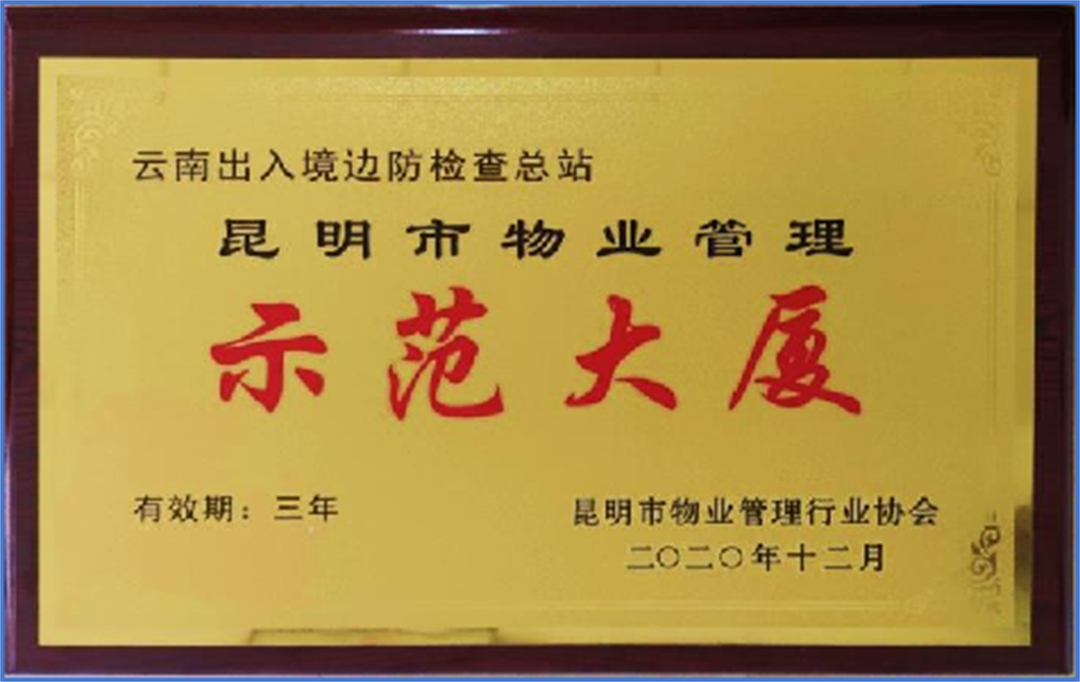 云南出入境边防检查总站
昆明市物业管理
示范大厦
有效期：三年
昆明市物业管理行业协会
二〇二〇年十二月